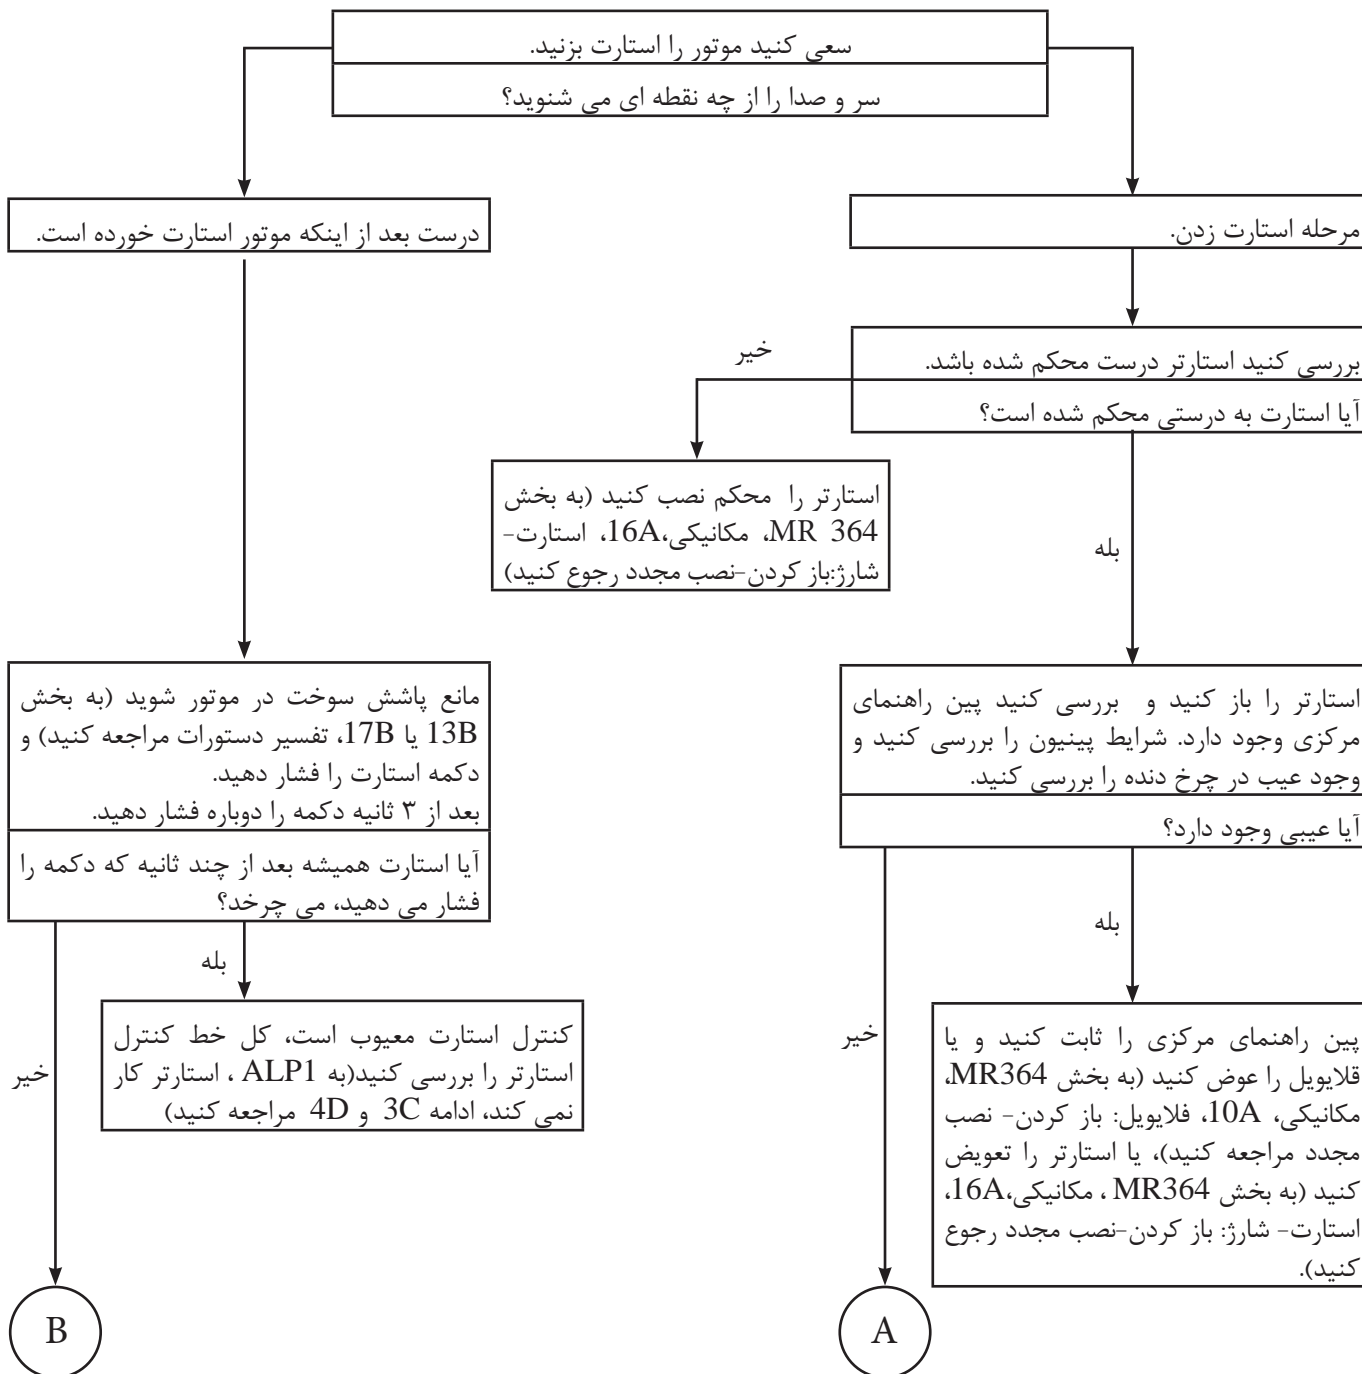 سعی کنید موتور را استارت بزنید.
سر و صدا را از چه نقطه ای می شنوید؟
مرحله استارت زدن.
درست بعد از اینکه موتور استارت خورده است.
بررسی کنید استارتر درست محکم شده باشد.
آیا استارت به درستی محکم شده است؟
خیر
استارتر را محکم نصب کنید (به بخش
MR 364، مکانیکی،16A، استارت-
شارژ:باز کردن-نصب مجدد رجوع کنید)
بله
استارتر را باز کنید و بررسی کنید پین راهنمای
مرکزی وجود دارد. شرایط پینیون را بررسی کنید و
وجود عیب در چرخ دنده را بررسی کنید.
آیا عیبی وجود دارد؟
مانع پاشش سوخت در موتور شوید (به بخش
13B یا 17B، تفسیر دستورات مراجعه کنید) و
دکمه استارت را فشار دهید.
بعد از ۳ ثانیه دکمه را دوباره فشار دهید.
آیا استارت همیشه بعد از چند ثانیه که دکمه را
فشار می دهید، می چرخد؟
بله
پین راهنمای مرکزی را ثابت کنید و یا
قلایویل را عوض کنید (به بخش MR364،
مکانیکی، 10A، فلایویل: باز کردن- نصب
مجدد مراجعه کنید)، یا استارتر را تعویض
کنید (به بخش MR364 ، مکانیکی،16A،
استارت- شارژ: باز کردن-نصب مجدد رجوع
کنید).
خیر
A
بله
کنترل استارت معیوب است، کل خط کنترل
استارتر را بررسی کنید(به ALP1 ، استارتر کار
نمی کند، ادامه 3C و 4D مراجعه کنید)
خیر
B